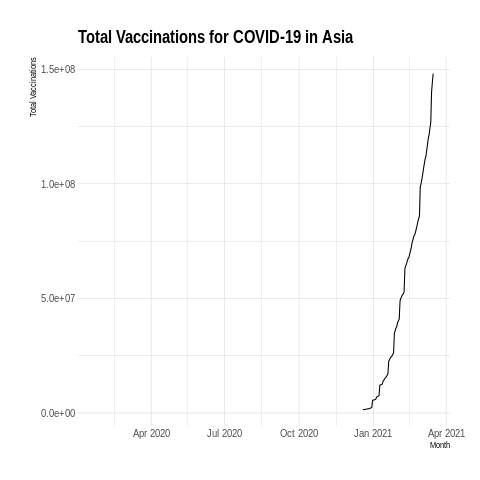 Total Vaccinations for COVID-19 in Asia
Total Vaccinations
1.5e+08
1.0e+08
5.0e+07
0.0e+00
Apr 2020 Jul 2020 Oct 2020 Jan 2021 Apr 2021
Month